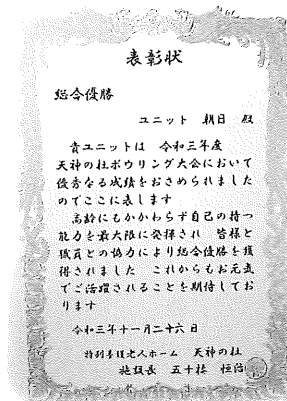 表彰状
総合優勝
ユニット 朝日 殿
貴ユニットは 令和三年度
天神の杜ボウリング大会において
優秀なる成績をおさめられました
のでここに表します
高齢にもかかわらず自己の持つ
能力を最大限に発揮され 皆様と
職員との協力により総合優勝を獲
得されました これからもお元気
でご活躍されることを期待してお
ります
令和三年十一月二十六日
特別養護老人ホーム 天神の杜
施設長 五十棲 恒治